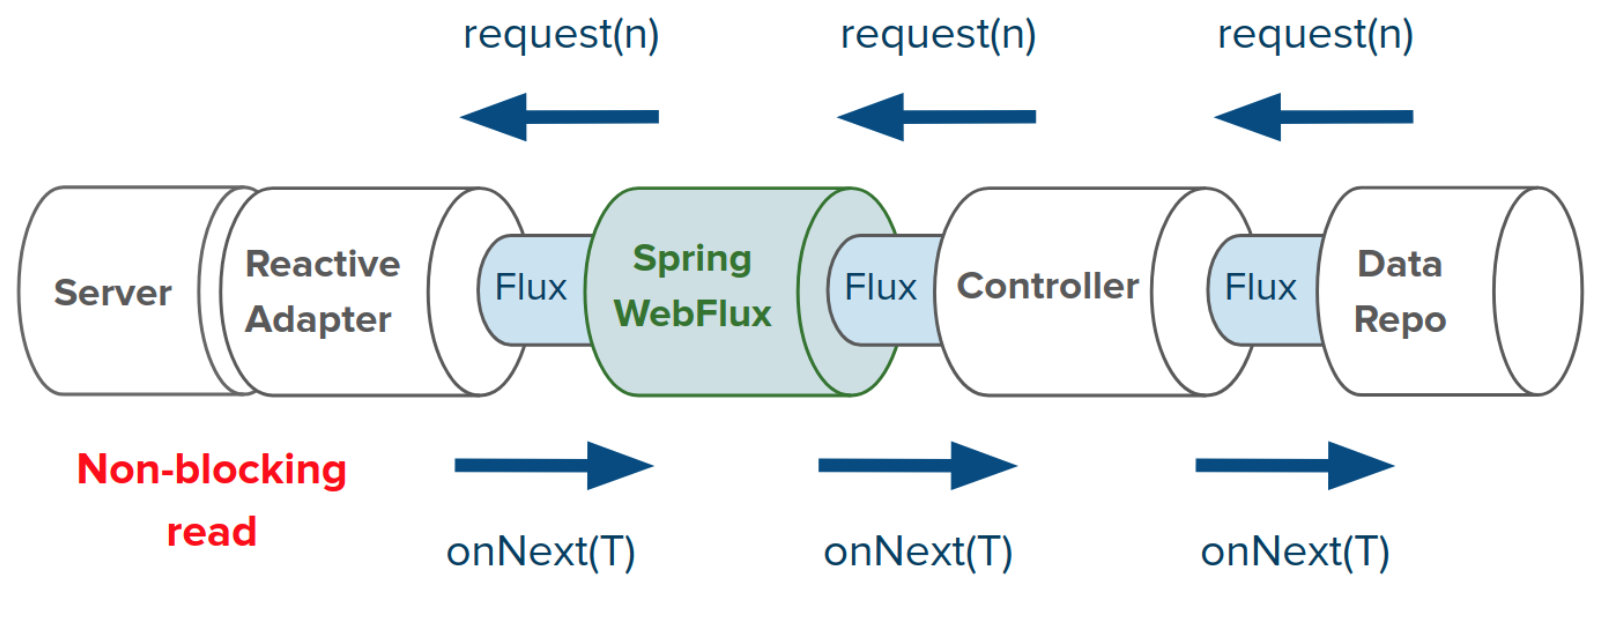 request(n)
request(n)
request(n)
Server
Reactive
Adapter
Flux
Spring
WebFlux
Flux
Controller
Flux
Data
Repo
Non-blocking
read
onNext(T)
onNext(T)
onNext(T)